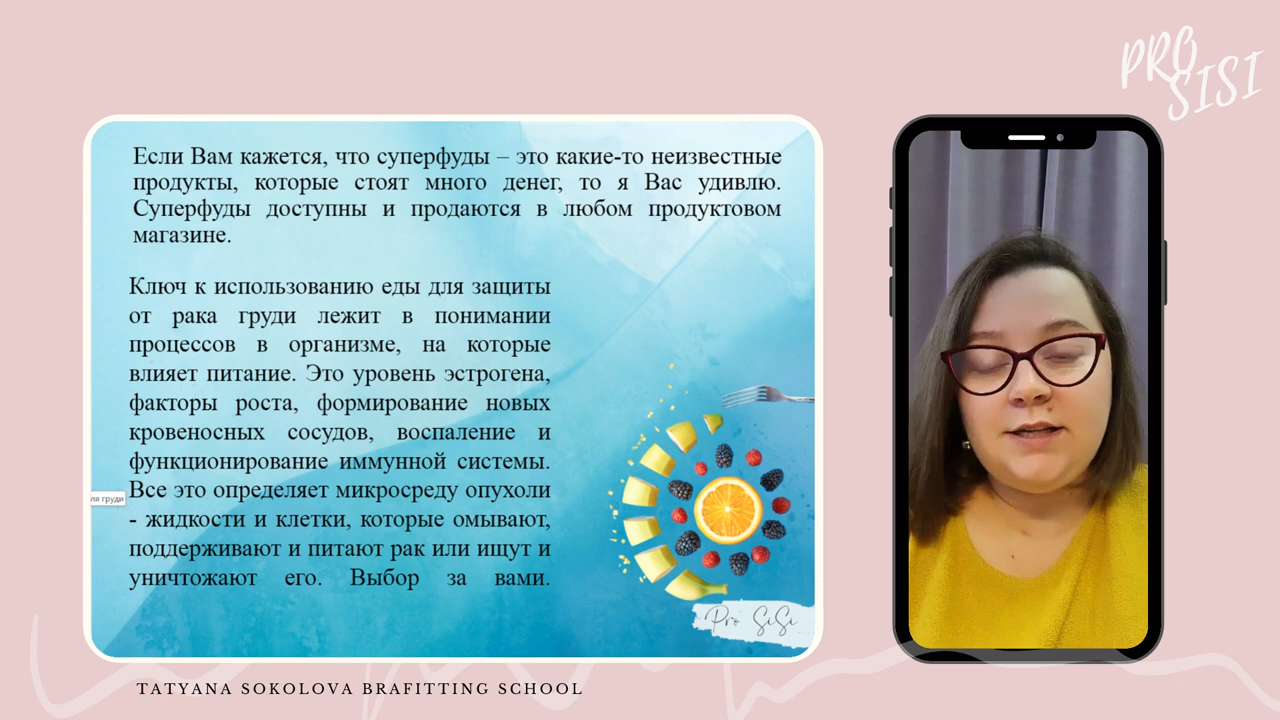 PRO
SISI
Если Вам кажется, что суперфуды – это какие-то неизвестные
продукты, которые стоят много денег, то я Вас удивлю.
Суперфуды доступны и продаются в любом продуктовом
магазине.
Ключ к использованию еды для защиты
от рака груди лежит в понимании
процессов в организме, на которые
влияет питание. Это уровень эстрогена,
факторы роста, формирование новых
кровеносных сосудов, воспаление и
функционирование иммунной системы.
Все это определяет микросреду опухоли
- жидкости и клетки, которые омывают,
поддерживают и питают рак или ищут и
уничтожают его. Выбор за вами.
ля груди
Pro SiSi
TATYANA SOKOLOVA BRAFITTING SCHOOL